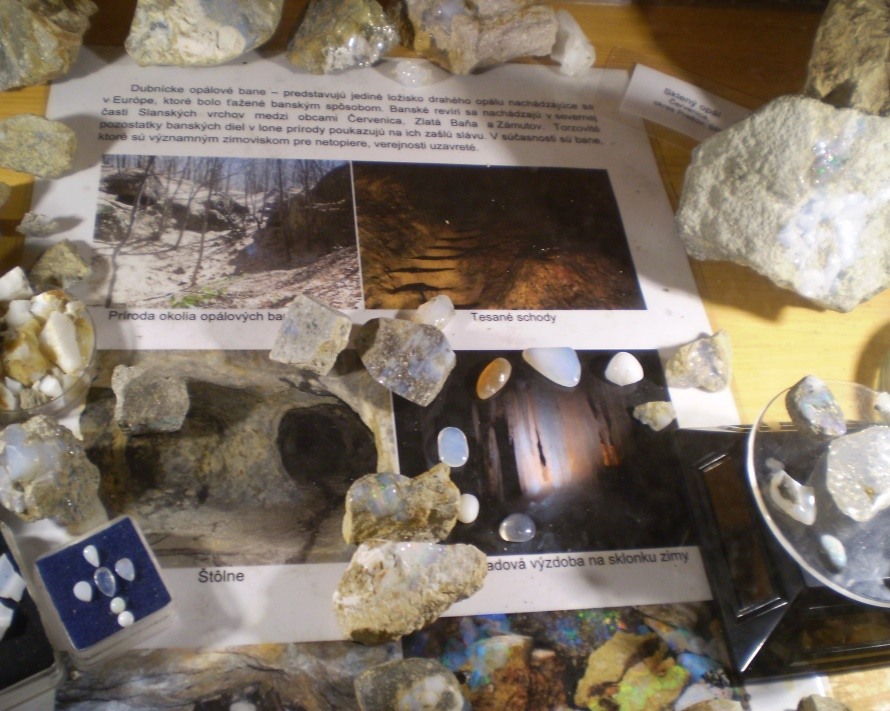 Dubnícke opálové bane – predstavujú jediné ložisko drahého opálu nachádzajúce sa
v Európe, ktoré bolo ťažené banským spôsobom. Banské revíri sa nachádzajú v severnej
časti Slanských vrchov medzi obcami Červenica, Zlatá Baňa a Zámutov. Torzovité
pozostatky banských diel v lone prírody poukazujú na ich zašlú slávu. V súčasnosti sú bane,
ktoré sú významným zimoviskom pre netopiere, verejnosti uzavreté.
Sklený opál
Červenica
Príroda okolia opálových ba
Tesané schody
Štôlne
adová výzdoba na sklonku zimy